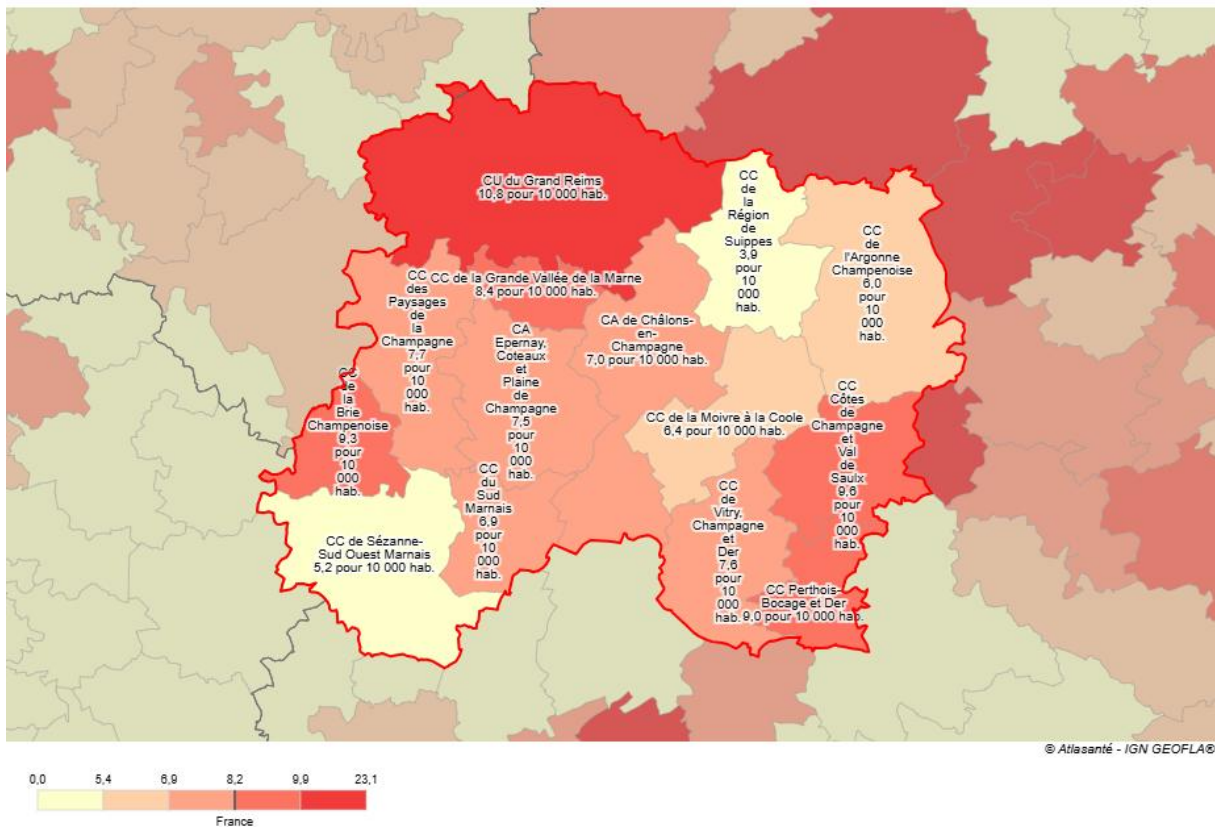 CU du Grand Reims
10,8 pour 10 000 hab.
CC
de
la
Région
de
Suippes
3,9
pour
10
000
hab.
CC
de
l'Argonne
Champenoise
6,0
pour
10
000
hab.
CC
des
Paysages
de
la
Champagne
7,7
pour
10
000
hab.
CC de la Grande Vallée de la Marne
8,4 pour 10 000 hab.
CA
Epernay,
Coteaux
et
Plaine
de
Champagne
7,5
pour
10
000
hab.
CA de Châlons-
en-
Champagne
7,0 pour 10 000 hab.
CC
de
la
Brie
Champenoise
9,3
pour
10
000
hab.
CC de la Moivre à la Coole
6,4 pour 10 000 hab.
CC
Côtes
de
Champagne
et
Val
de
Saulx
9,6
pour
10
000
hab.
CC
du
Sud
Marnais
6,9
pour
10
000
hab.
CC de Sézanne-
Sud Ouest Marnais
5,2 pour 10 000 hab.
CC
de
Vitry,
Champagne
et
Der
7,6
pour
10
000
hab.
CC Perthois-
Bocage et Der
9,0 pour 10 000 hab.
© Atlasanté - IGN GEOFLA®
0,0 5,4 6,9 8,2 9,9 23,1
France